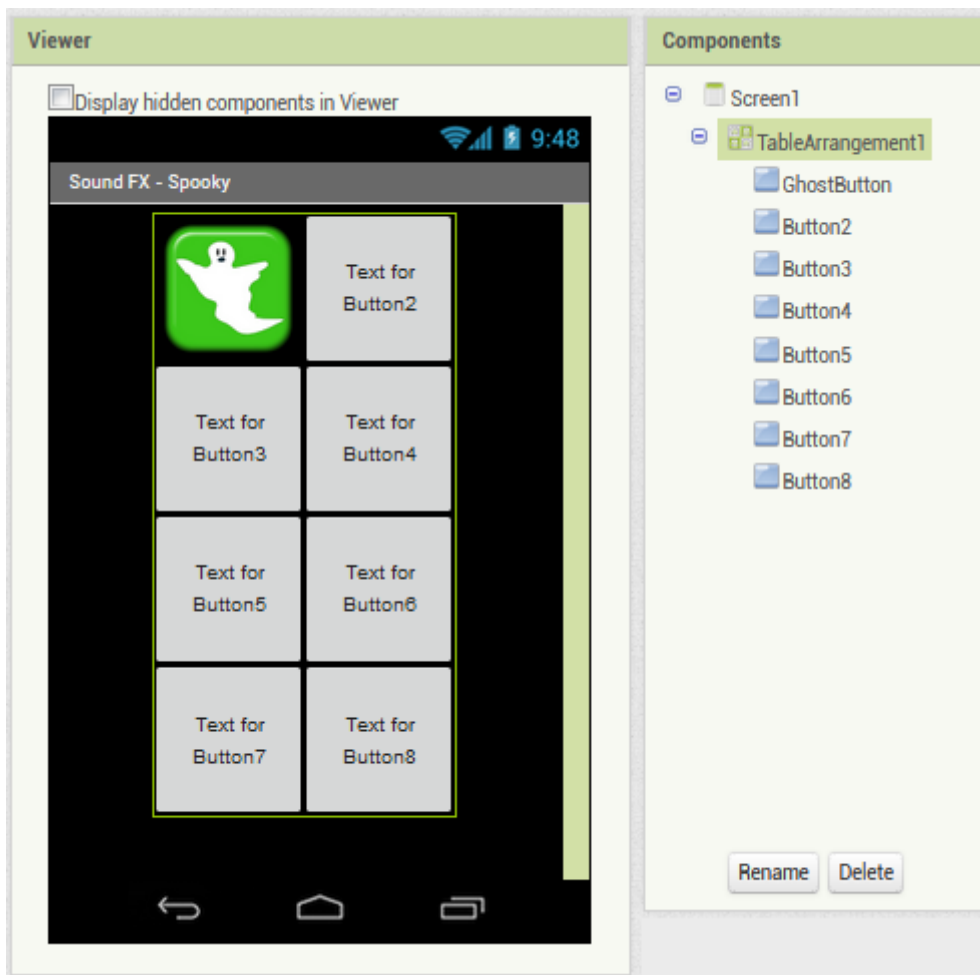 Viewer
Display hidden components in Viewer
9:48
Sound FX - Spooky
Text for
Button2
Text for
Button3
Text for
Button4
Text for
Button5
Text for
Button6
Text for
Button7
Text for
Button8
Components
Screen1
TableArrangement1
GhostButton
Button2
Button3
Button4
Button5
Button6
Button7
Button8
Rename
Delete